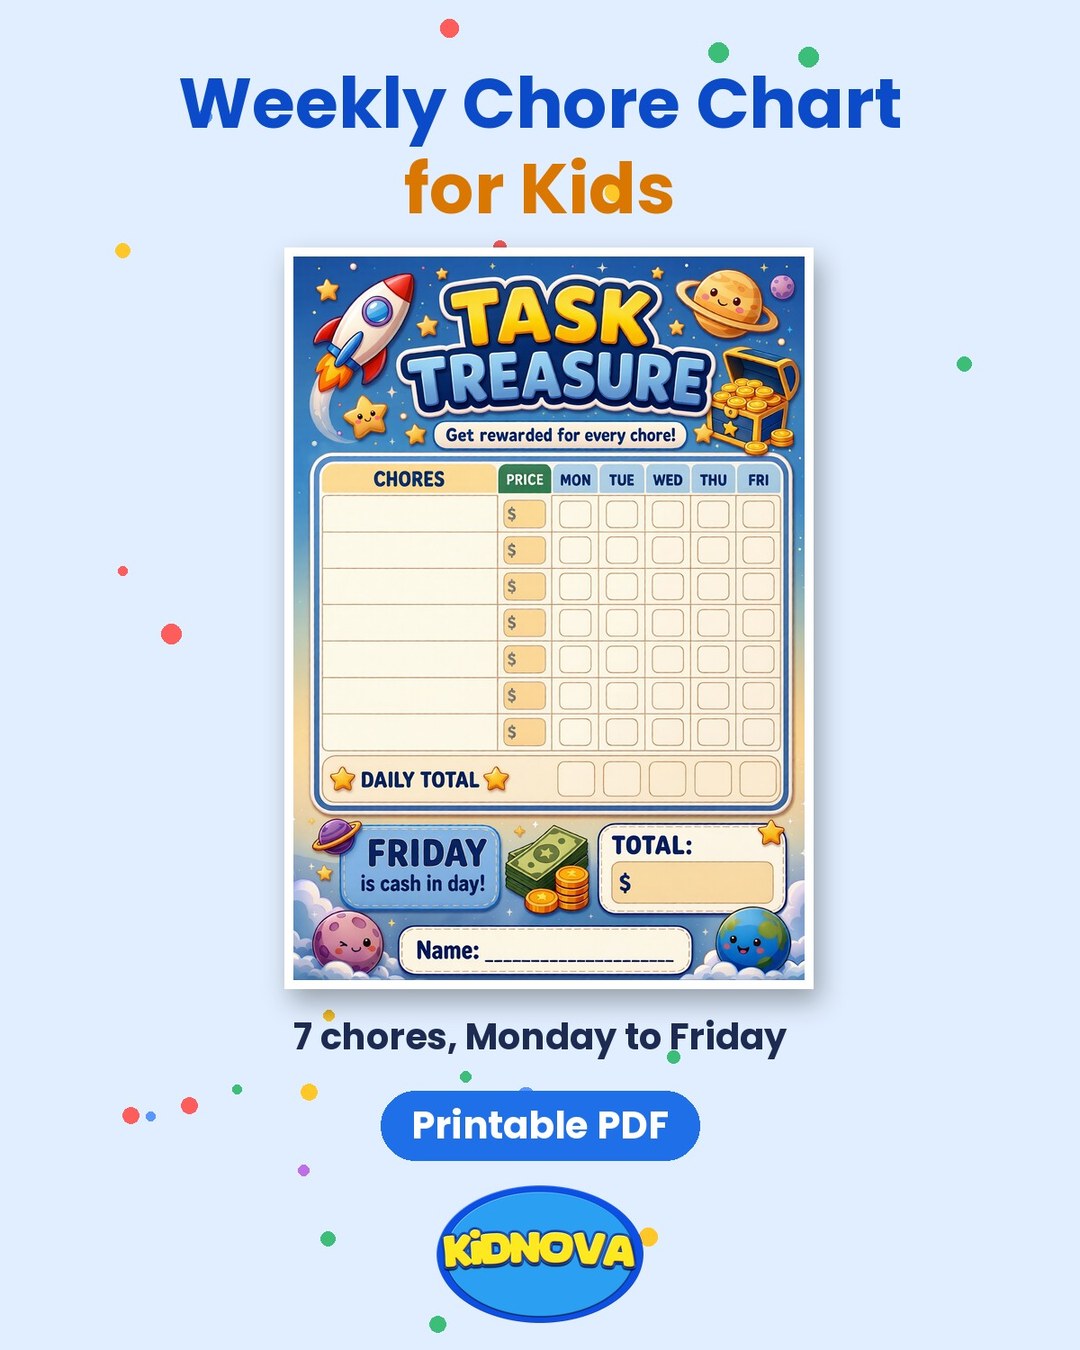 Weekly Chore Chart
for Kids
TASK
TREASURE
Get rewarded for every chore!
CHORES PRICE MON TUE WED THU FRI
$
$
$
$
$
$
$
DAILY TOTAL
FRIDAY
is cash in day!
TOTAL:
$
Name: _____________________
7 chores, Monday to Friday
Printable PDF
KiDNOVA